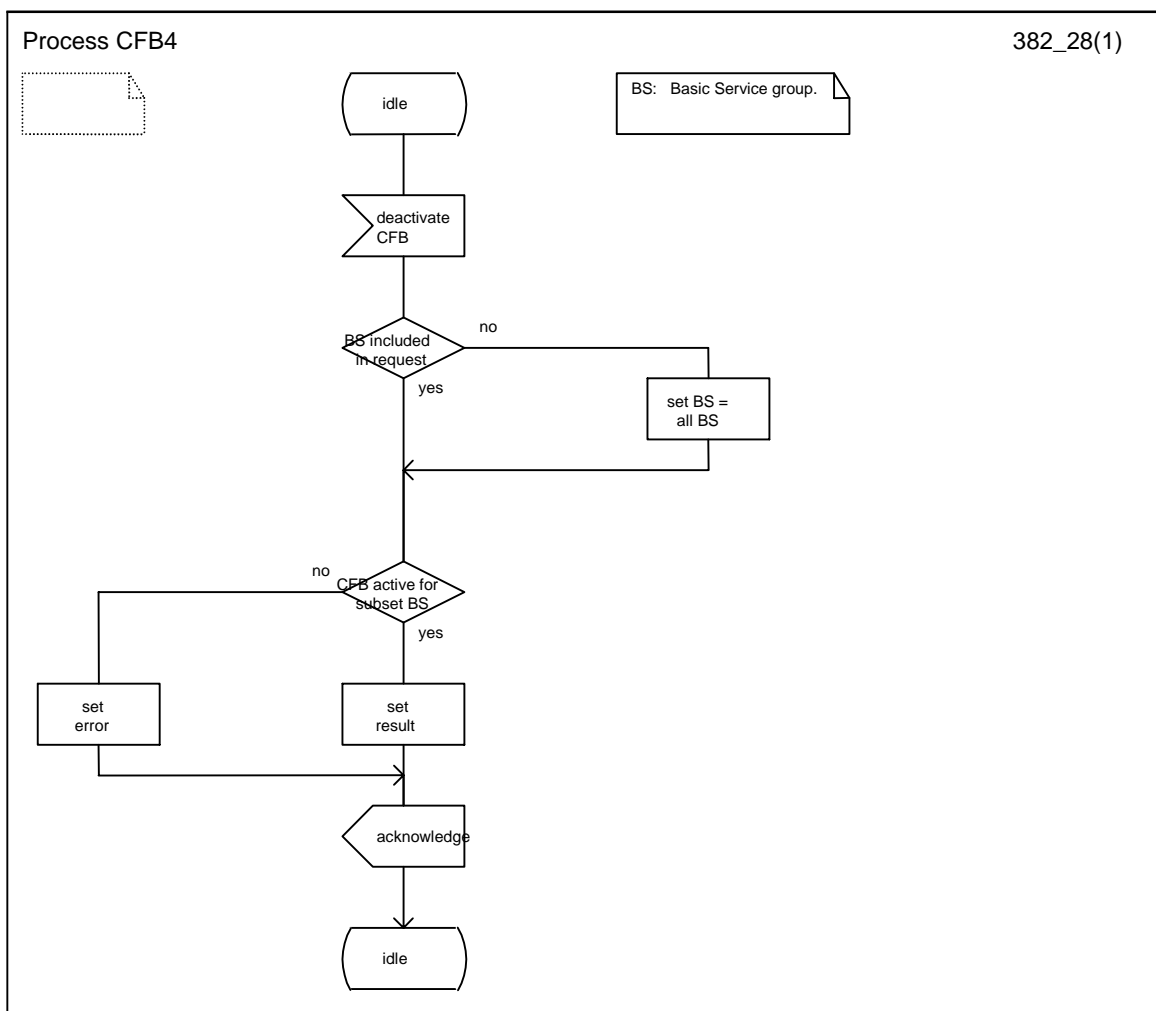 Process CFB4
382_28(1)
idle
BS: Basic Service group.
deactivate
CFB
BS included
in request
no
yes
set BS =
all BS
CFB active for
subset BS
no
yes
set
error
set
result
acknowledge
idle